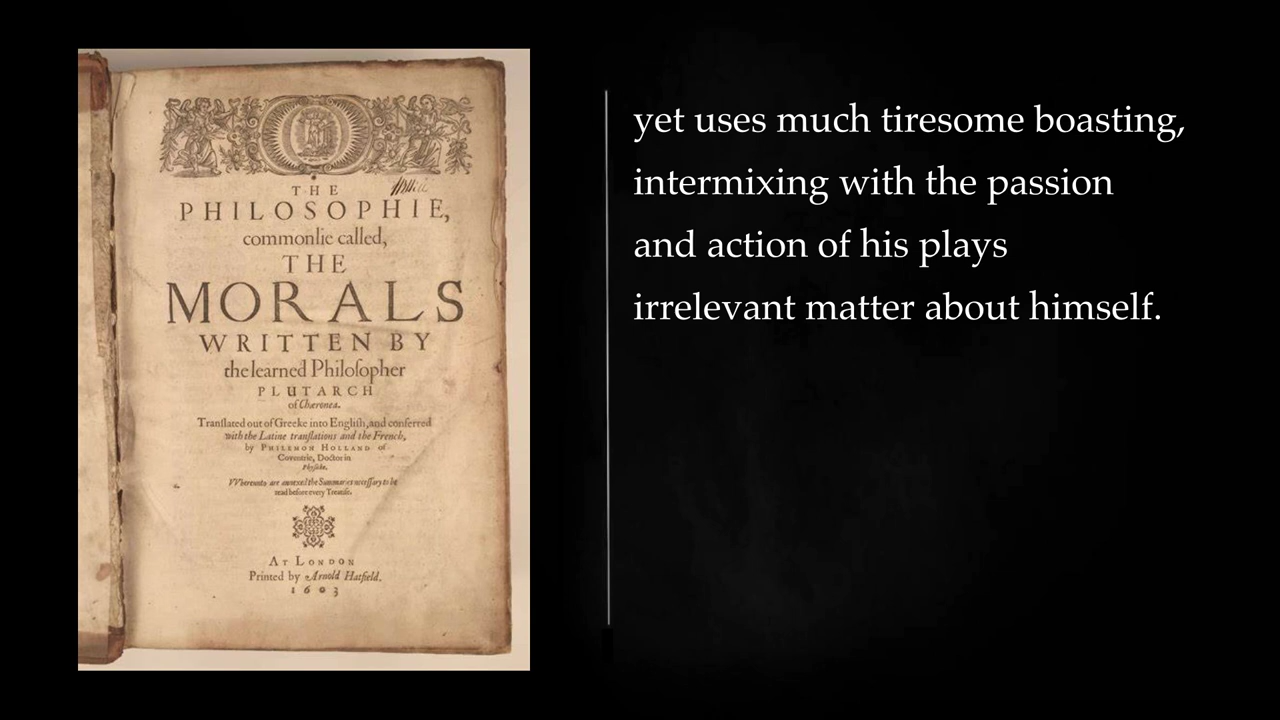 THE
PHILOSOPHIE,
commonlie called,
THE
MORALS
WRITTEN BY
the learned Philoſopher
PLUTARCH
of Chæronea.
Tranſlated out of Greeke into Engliſh, and conferred
with the Latine tranſlations and the French,
by PHILEMON HOLLAND of
Coventrie, Doctor in
Phyſicke.
VVhereunto are annexed the Summaries neceſſary to be
read before every Treatiſe.
AT LONDON
Printed by Arnold Hatfield.
1603
yet uses much tiresome boasting,
intermixing with the passion
and action of his plays
irrelevant matter about himself.